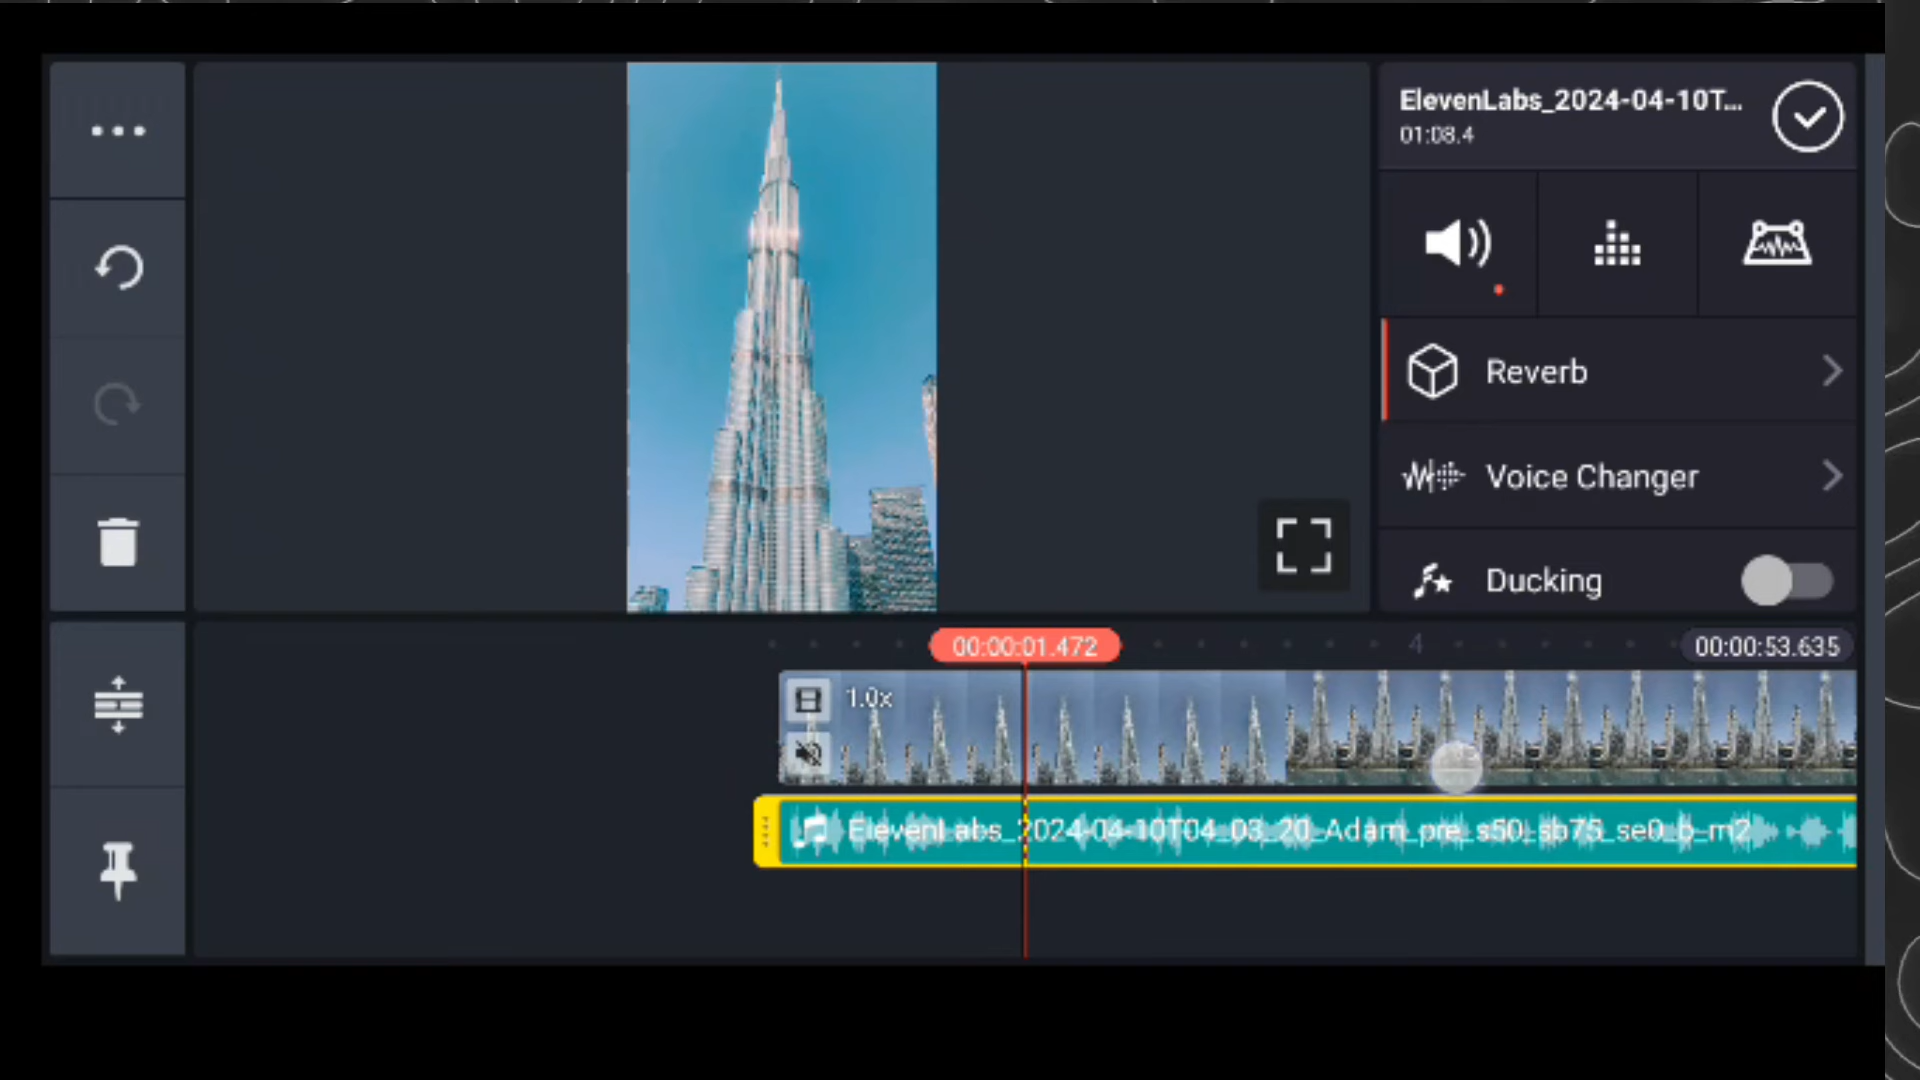 ElevenLabs_2024-04-10T...
01:08.4
Reverb
Voice Changer
Ducking
00:00:01.472
4
00:00:53.635
1.0x
ElevenLabs_2024-04-10T04_03_20_Adam_pre_s50_sb75_se0_b_m2